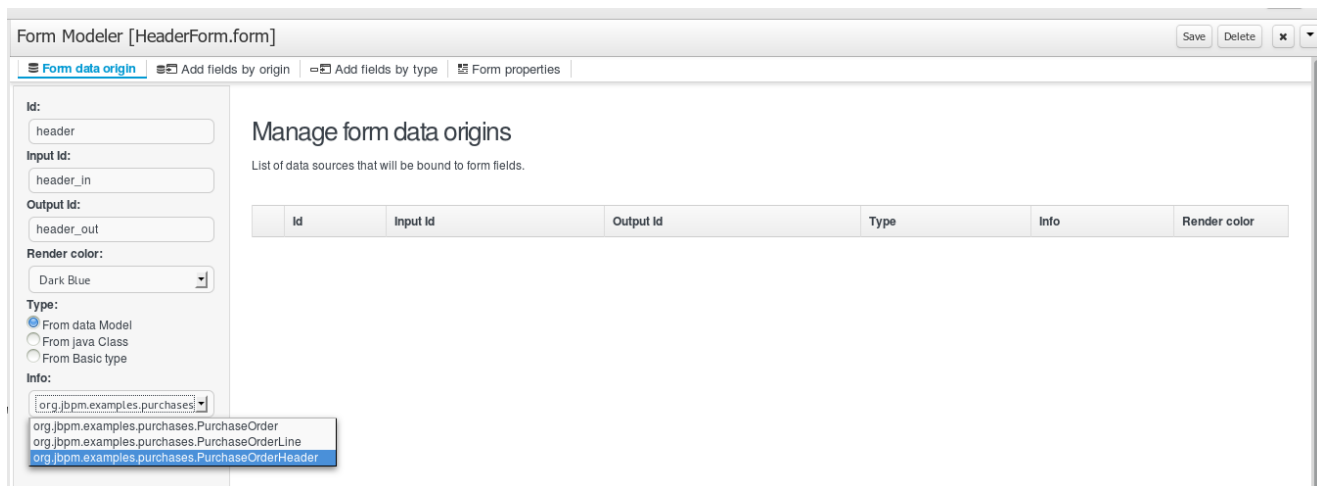 Form Modeler [HeaderForm.form]
Save Delete
Form data origin Add fields by origin Add fields by type Form properties
Id:
header
Input Id:
header_in
Output Id:
header_out
Render color:
Dark Blue
Type:
From data Model
From java Class
From Basic type
Info:
org.jbpm.examples.purchases
org.jbpm.examples.purchases.PurchaseOrder
org.jbpm.examples.purchases.PurchaseOrderLine
org.jbpm.examples.purchases.PurchaseOrderHeader
Manage form data origins
List of data sources that will be bound to form fields.
Id Input Id Output Id Type Info Render color